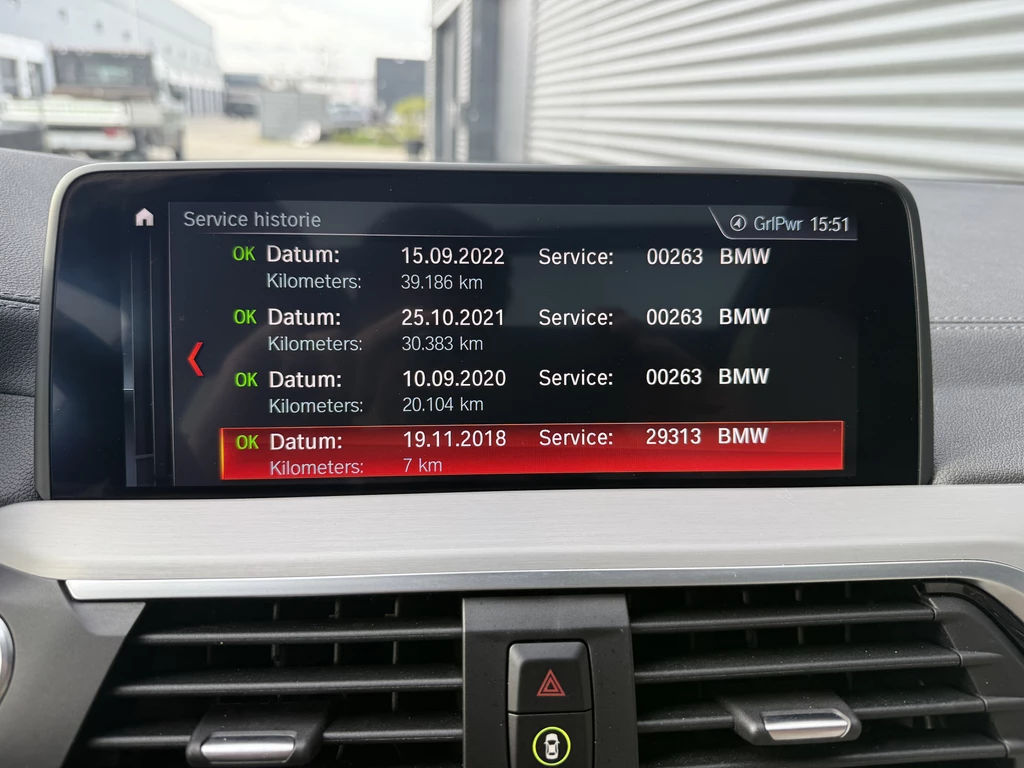 Service historie GrlPwr 15:51
OK Datum: 15.09.2022 Service: 00263 BMW
Kilometers: 39.186 km
OK Datum: 25.10.2021 Service: 00263 BMW
Kilometers: 30.383 km
OK Datum: 10.09.2020 Service: 00263 BMW
Kilometers: 20.104 km
OK Datum: 19.11.2018 Service: 29313 BMW
Kilometers: 7 km